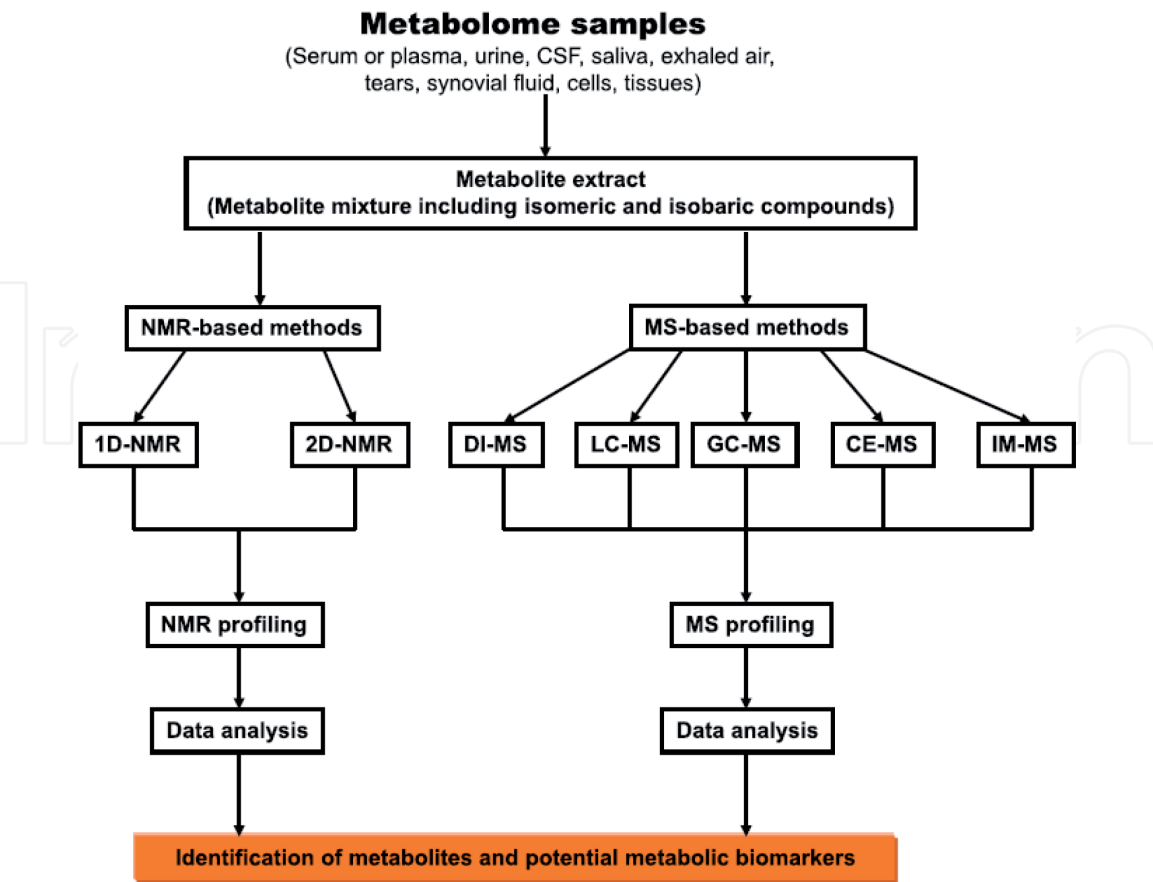 Metabolome samples
(Serum or plasma, urine, CSF, saliva, exhaled air,
tears, synovial fluid, cells, tissues)
Metabolite extract
(Metabolite mixture including isomeric and isobaric compounds)
NMR-based methods
MS-based methods
1D-NMR
2D-NMR
DI-MS
LC-MS
GC-MS
CE-MS
IM-MS
NMR profiling
MS profiling
Data analysis
Data analysis
Identification of metabolites and potential metabolic biomarkers